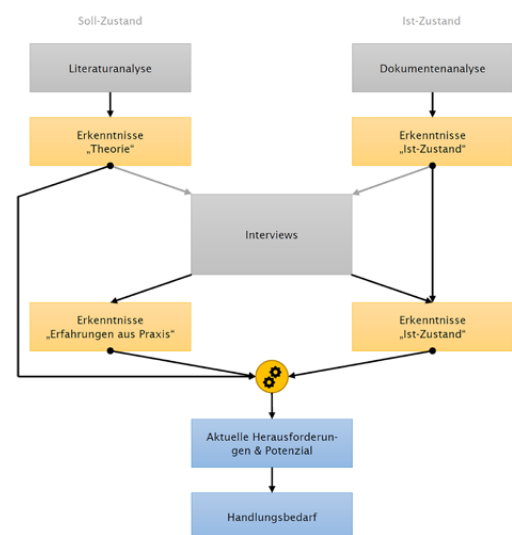 Soll-Zustand
Ist-Zustand
Literaturanalyse
Dokumentenanalyse
Erkenntnisse
„Theorie“
Erkenntnisse
„Ist-Zustand“
Interviews
Erkenntnisse
„Erfahrungen aus Praxis“
Erkenntnisse
„Ist-Zustand“
Aktuelle Herausforderun-
gen & Potenzial
Handlungsbedarf